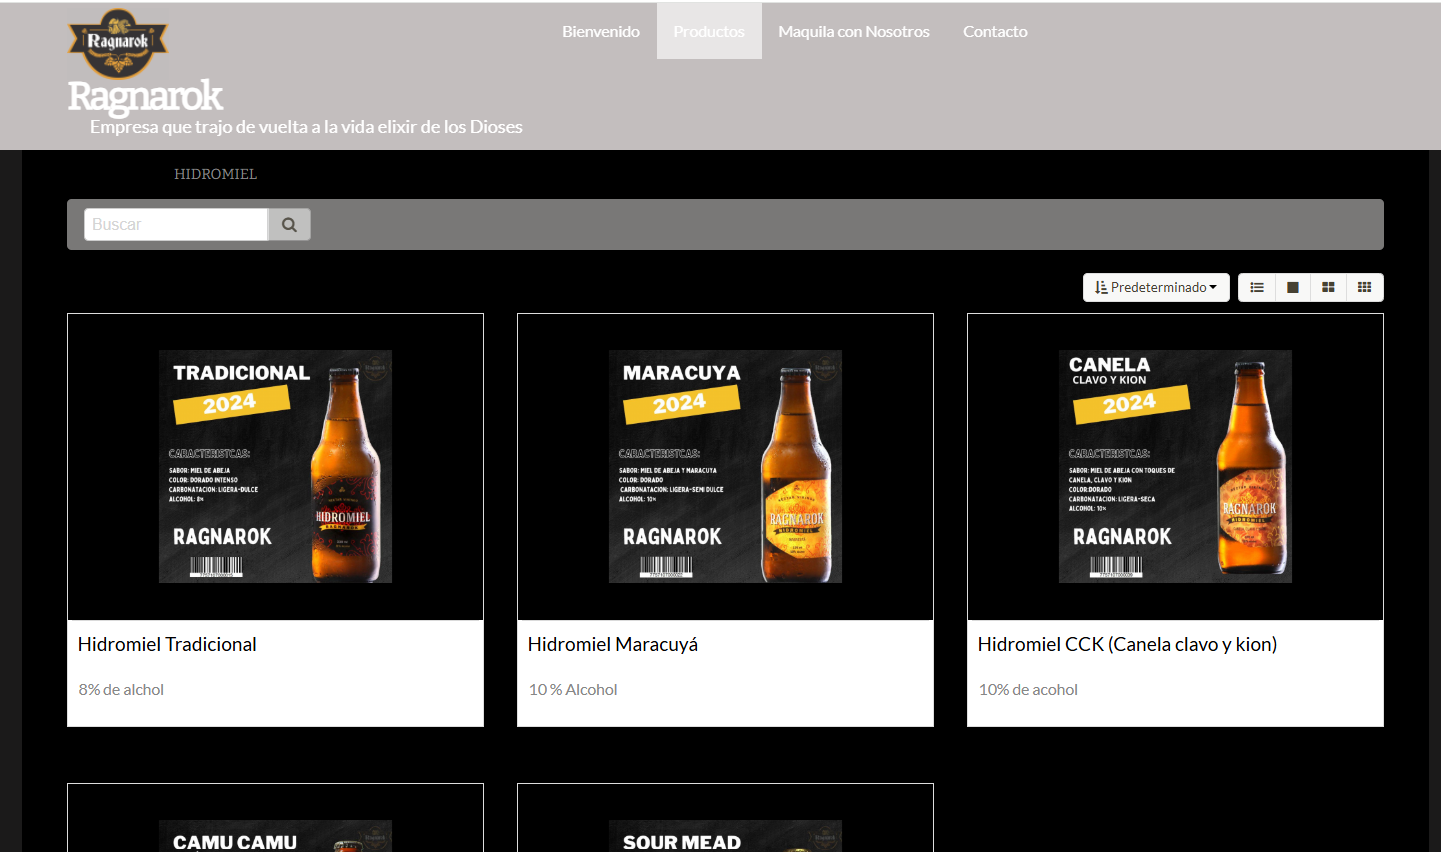 Ragnarok
Ragnarok
Empresa que trajo de vuelta a la vida elixir de los Dioses
Bienvenido
Productos
Maquila con Nosotros
Contacto
HIDROMIEL
Buscar
Predeterminado
TRADICIONAL
2024
CARACTERISTCAS:
SABOR: MIEL DE ABEJA
COLOR: DORADO INTENSO
CARBONATACION: LIGERA-DULCE
ALCOHOL: 8%
RAGNAROK
HIDROMIEL
RAGNAROK
Hidromiel Tradicional
8% de alchol
MARACUYA
2024
CARACTERISTCAS:
SABOR: MIEL DE ABEJA Y MARACUYA
COLOR: DORADO
CARBONATACION: LIGERA-SEMI DULCE
ALCOHOL: 10%
RAGNAROK
RAGNAROK
HIDROMIEL
Hidromiel Maracuyá
10 % Alcohol
CANELA
CLAVO Y KION
2024
CARACTERISTCAS:
SABOR: MIEL DE ABEJA CON TOQUES DE
CANELA, CLAVO Y KION
COLOR:DORADO
CARBONATACION: LIGERA-SECA
ALCOHOL: 10%
RAGNAROK
RAGNAROK
HIDROMIEL
Hidromiel CCK (Canela clavo y kion)
10% de acohol
CAMU CAMU
SOUR MEAD